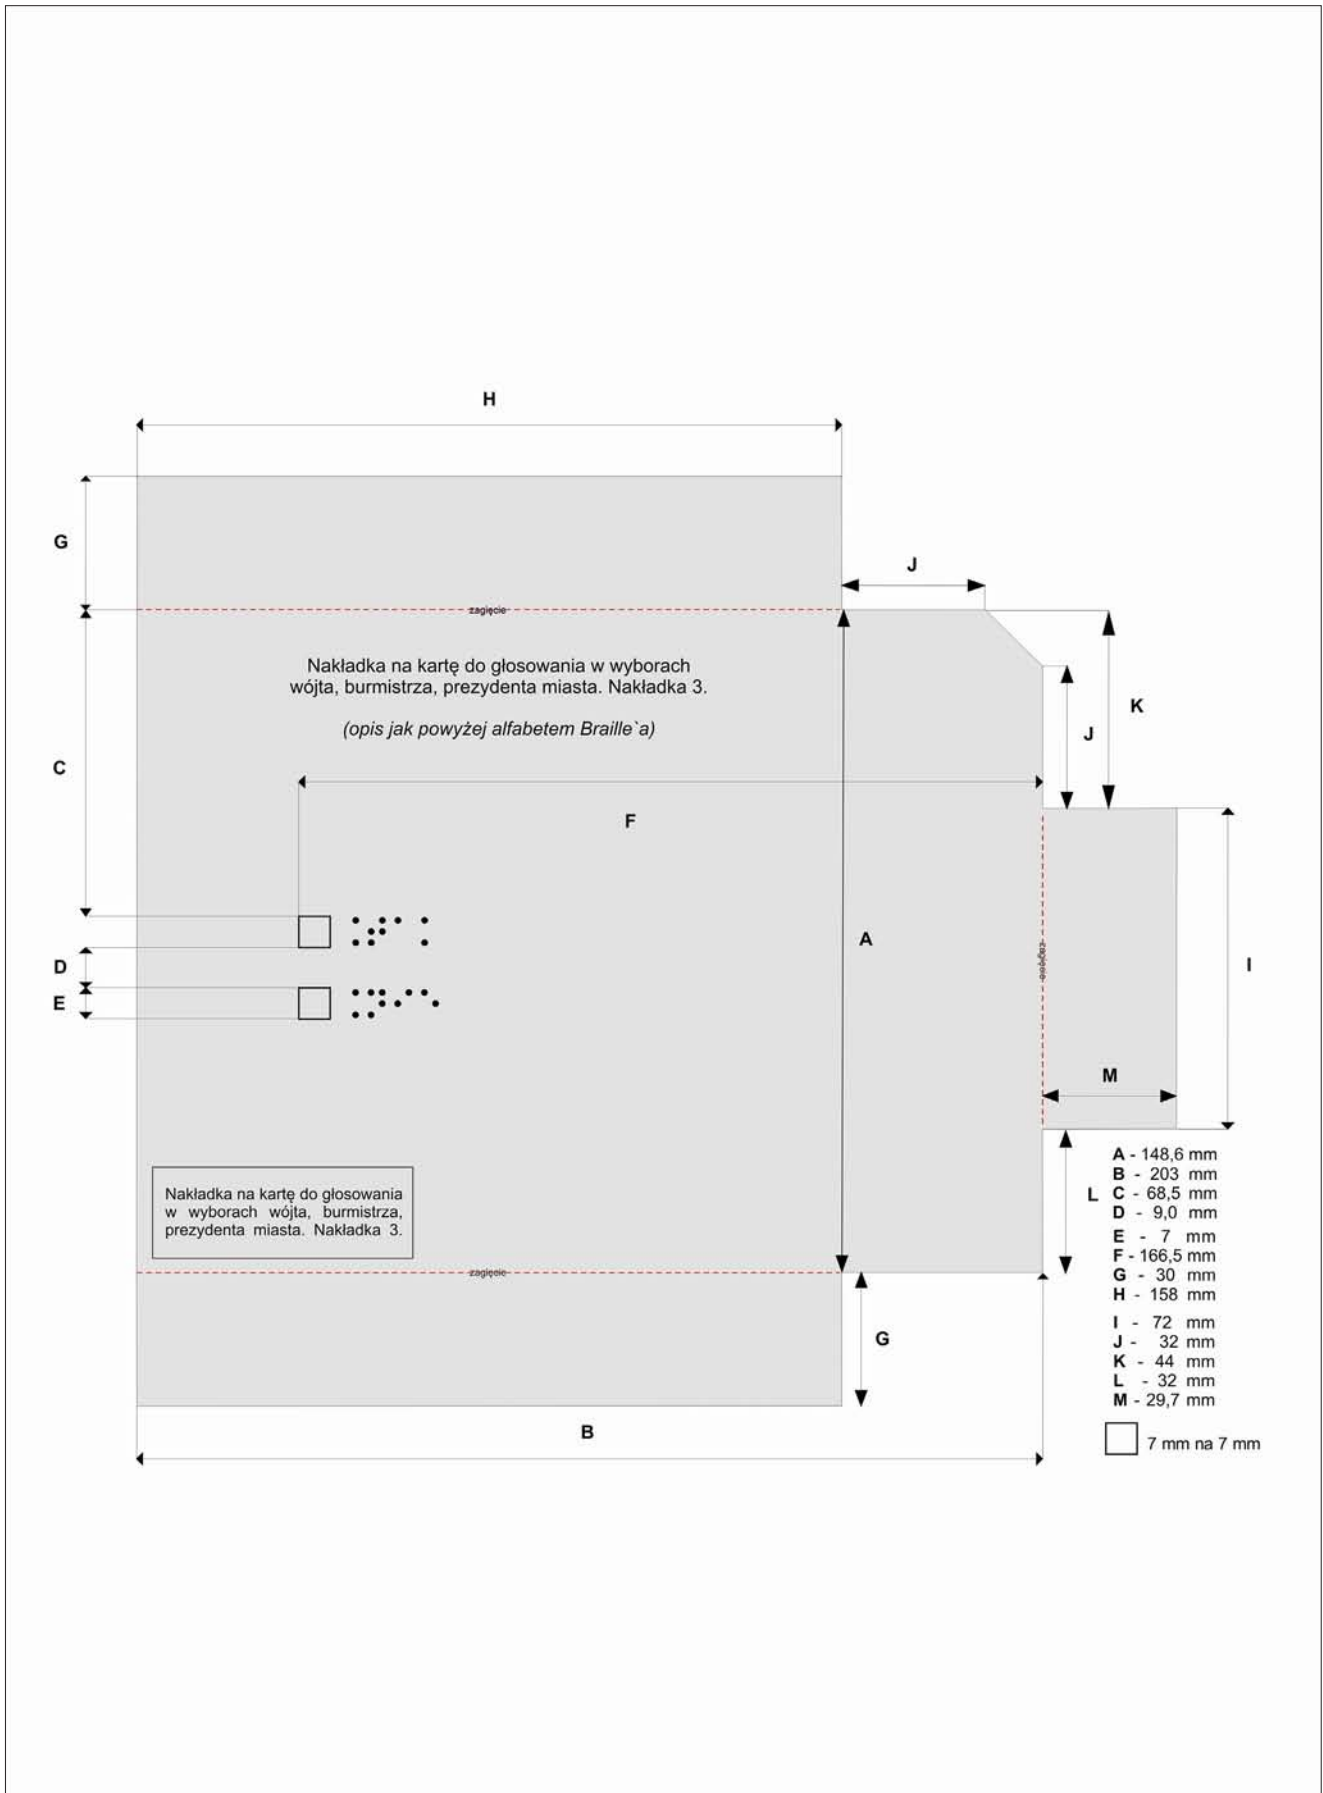 H
G
J
zagięcie
Nakładka na kartę do głosowania w wyborach
wójta, burmistrza, prezydenta miasta. Nakładka 3.
K
(opis jak powyżej alfabetem Braille`a)
J
C
F
A
D
I
E
zagięcie
M
A - 148,6 mm
B - 203 mm
L
C - 68,5 mm
D - 9,0 mm
E - 7 mm
F - 166,5 mm
G - 30 mm
H - 158 mm
I - 72 mm
J - 32 mm
K - 44 mm
L - 32 mm
M - 29,7 mm
Nakładka na kartę do głosowania
w wyborach wójta, burmistrza,
prezydenta miasta. Nakładka 3.
zagięcie
G
B
7 mm na 7 mm